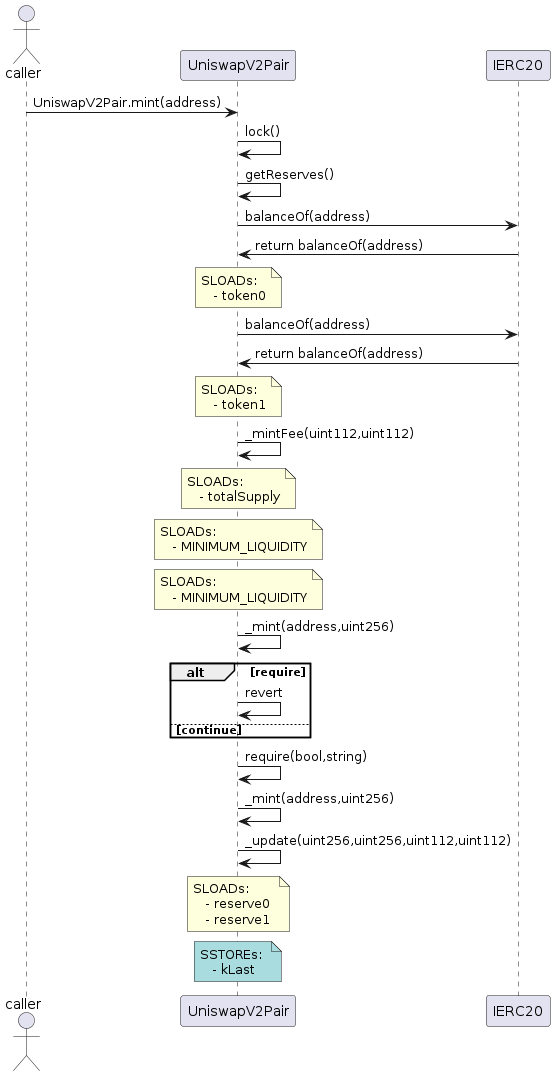 caller
UniswapV2Pair
IERC20
UniswapV2Pair.mint(address)
lock()
getReserves()
balanceOf(address)
return balanceOf(address)
SLOADs:
- token0
balanceOf(address)
return balanceOf(address)
SLOADs:
- token1
_mintFee(uint112,uint112)
SLOADs:
- totalSupply
SLOADs:
- MINIMUM_LIQUIDITY
SLOADs:
- MINIMUM_LIQUIDITY
_mint(address,uint256)
alt [require]
revert
[continue]
require(bool,string)
_mint(address,uint256)
_update(uint256,uint256,uint112,uint112)
SLOADs:
- reserve0
- reserve1
SSTOREs:
- kLast
caller
UniswapV2Pair
IERC20